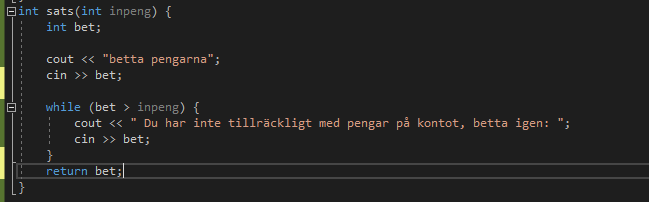 int sats(int inpeng) {
int bet;
cout << "betta pengarna";
cin >> bet;
while (bet > inpeng) {
cout << " Du har inte tillräckligt med pengar på kontot, betta igen: ";
cin >> bet;
}
return bet;
}